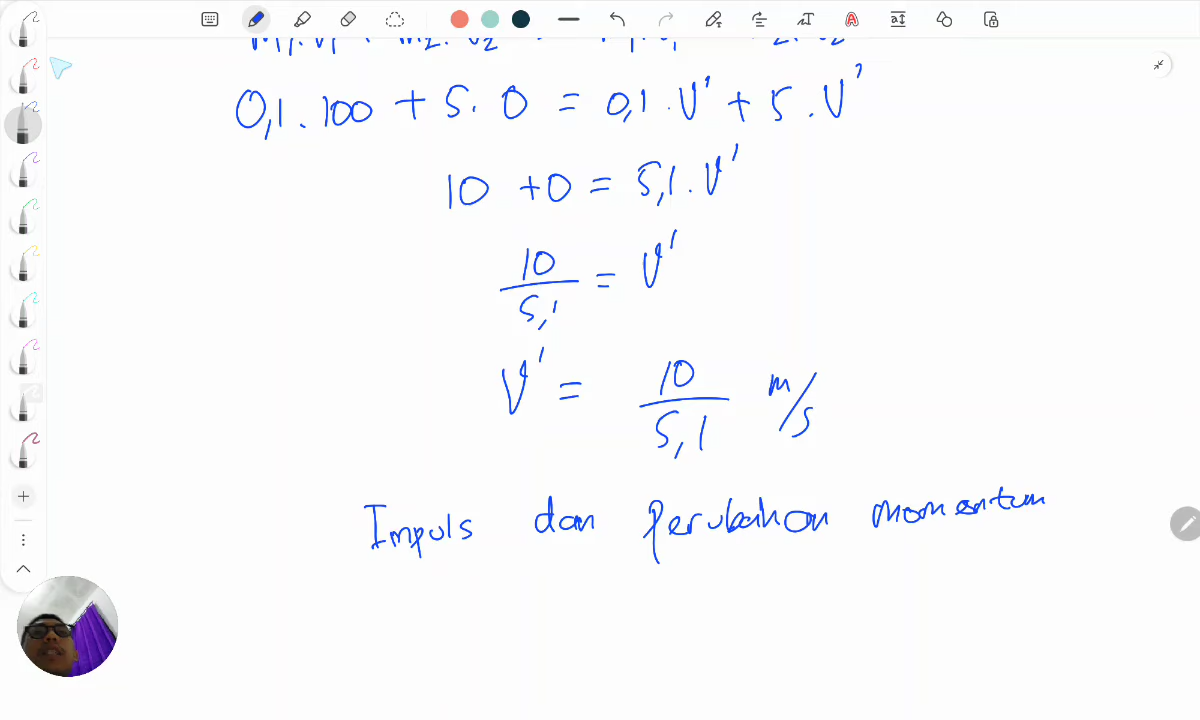 0,1 . 100 + 5 . 0 = 0,1 . V' + 5 . V'
10 + 0 = 5,1 . V'
10/5,1 = V'
V' = 10/5,1 m/s
Impuls dan perubahan momentum